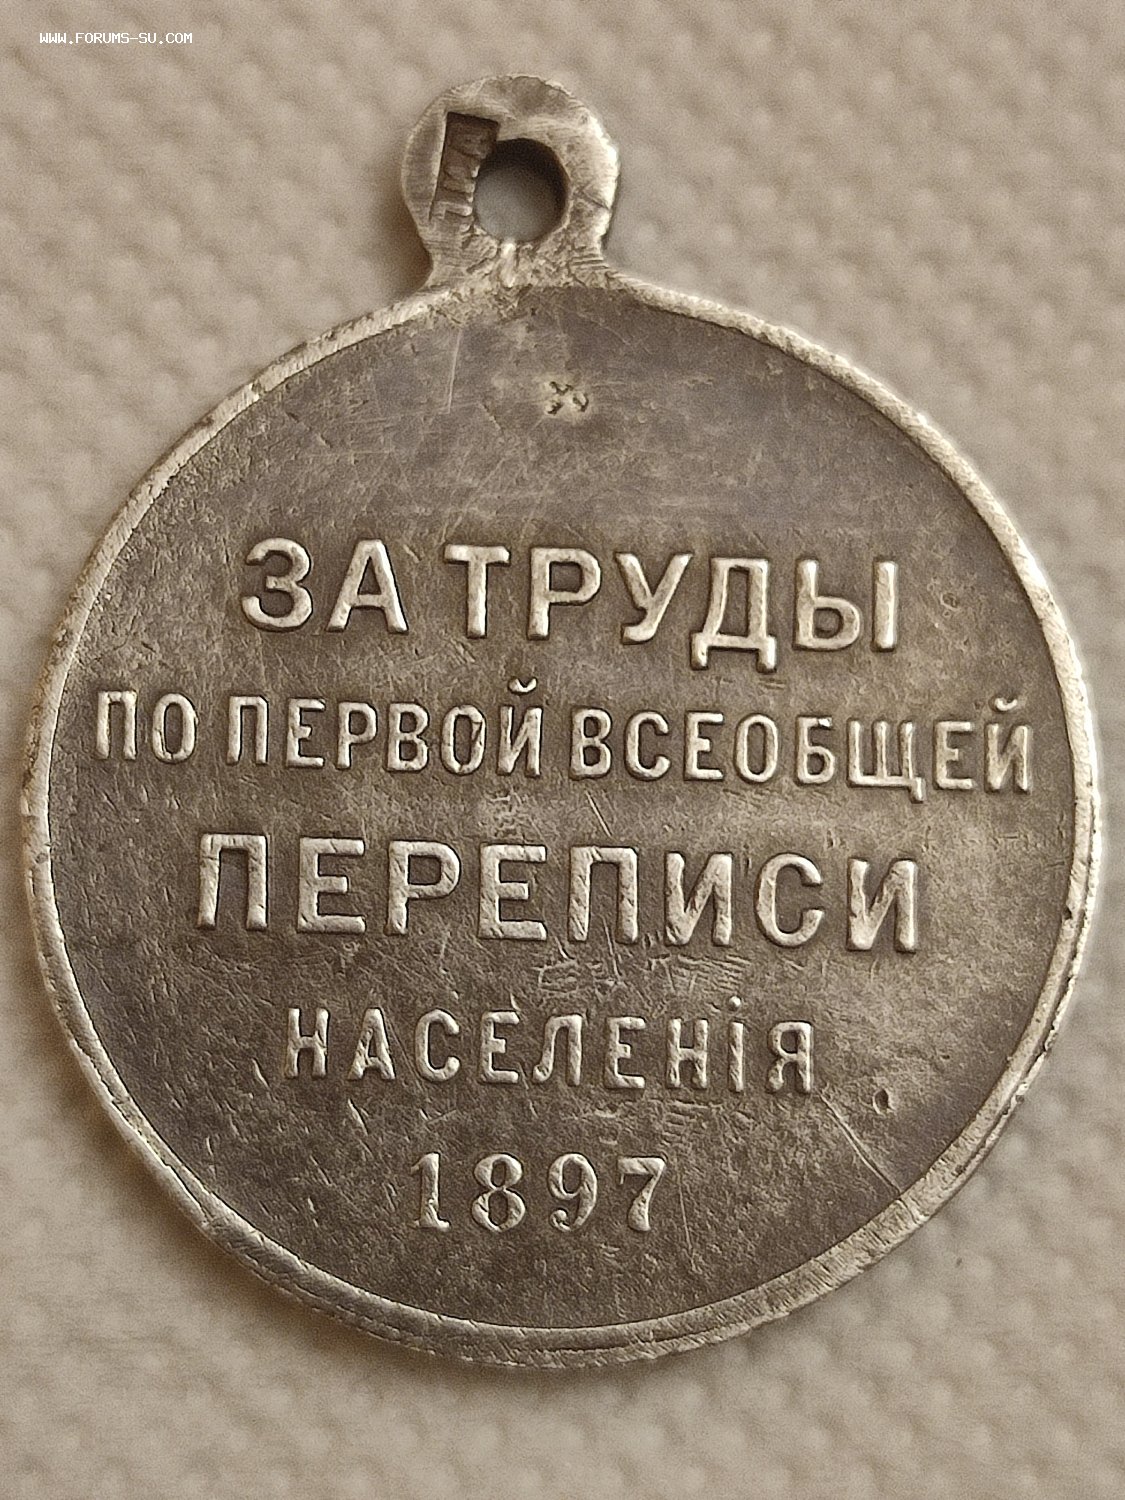 WWW.FORUMS-SU.COM
ЗА ТРУДЫ
ПО ПЕРВОЙ ВСЕОБЩЕЙ
ПЕРЕПИСИ
НАСЕЛЕНІЯ
1897